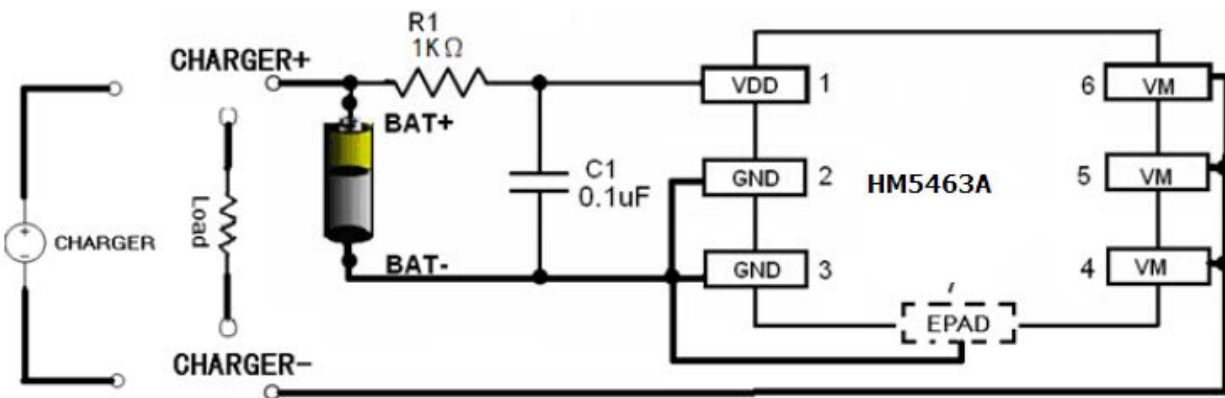 R1
1KΩ
CHARGER+
VDD
1
6
VM
BAT+
C1
0.1uF
GND
2
HM5463A
5
VM
Load
+
-
CHARGER
BAT-
GND
3
4
VM
EPAD
CHARGER-